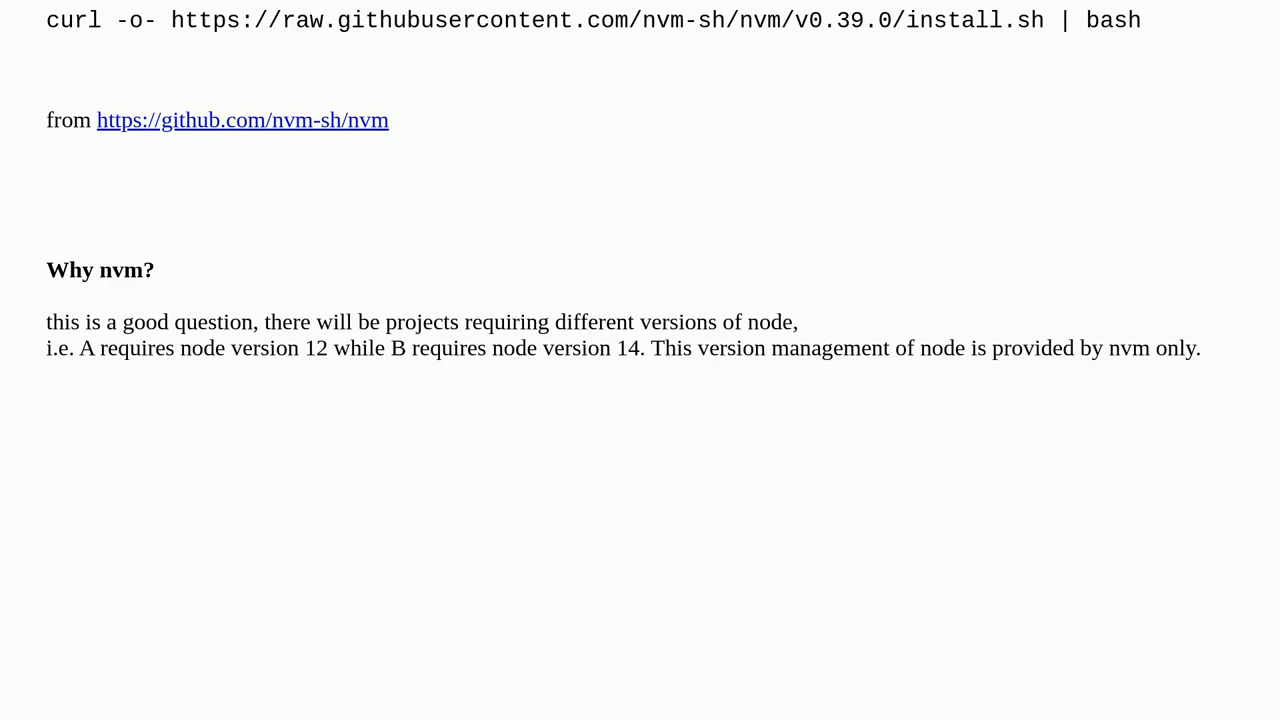 curl -o- https://raw.githubusercontent.com/nvm-sh/nvm/v0.39.0/install.sh | bash
from https://github.com/nvm-sh/nvm
Why nvm?
this is a good question, there will be projects requiring different versions of node,
i.e. A requires node version 12 while B requires node version 14. This version management of node is provided by nvm only.